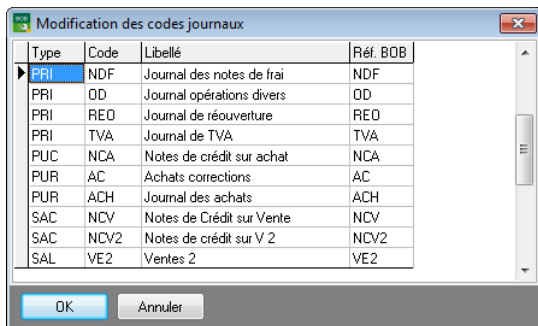 BOB Modification des codes journaux
Type Code Libellé Réf. BOB
PRI NDF Journal des notes de frai NDF
PRI OD Journal opérations divers OD
PRI REO Journal de réouverture REO
PRI TVA Journal de TVA TVA
PUC NCA Notes de crédit sur achat NCA
PUR AC Achats corrections AC
PUR ACH Journal des achats ACH
SAC NCV Notes de Crédit sur Vente NCV
SAC NCV2 Notes de crédit sur V 2 NCV2
SAL VE2 Ventes 2 VE2
OK Annuler